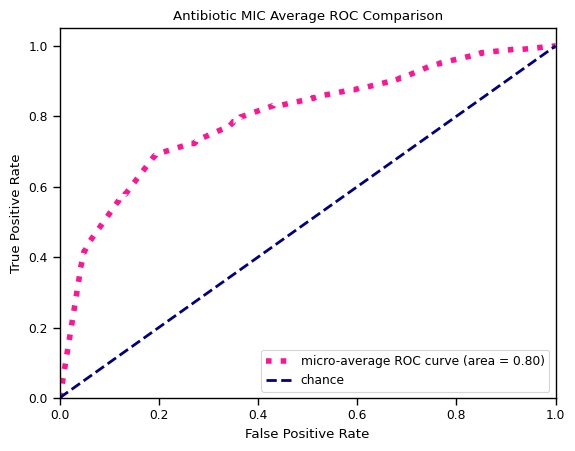 Antibiotic MIC Average ROC Comparison
True Positive Rate
1.0
0.8
0.6
0.4
0.2
0.0
micro-average ROC curve (area = 0.80)
chance
0.0 0.2 0.4 0.6 0.8 1.0
False Positive Rate